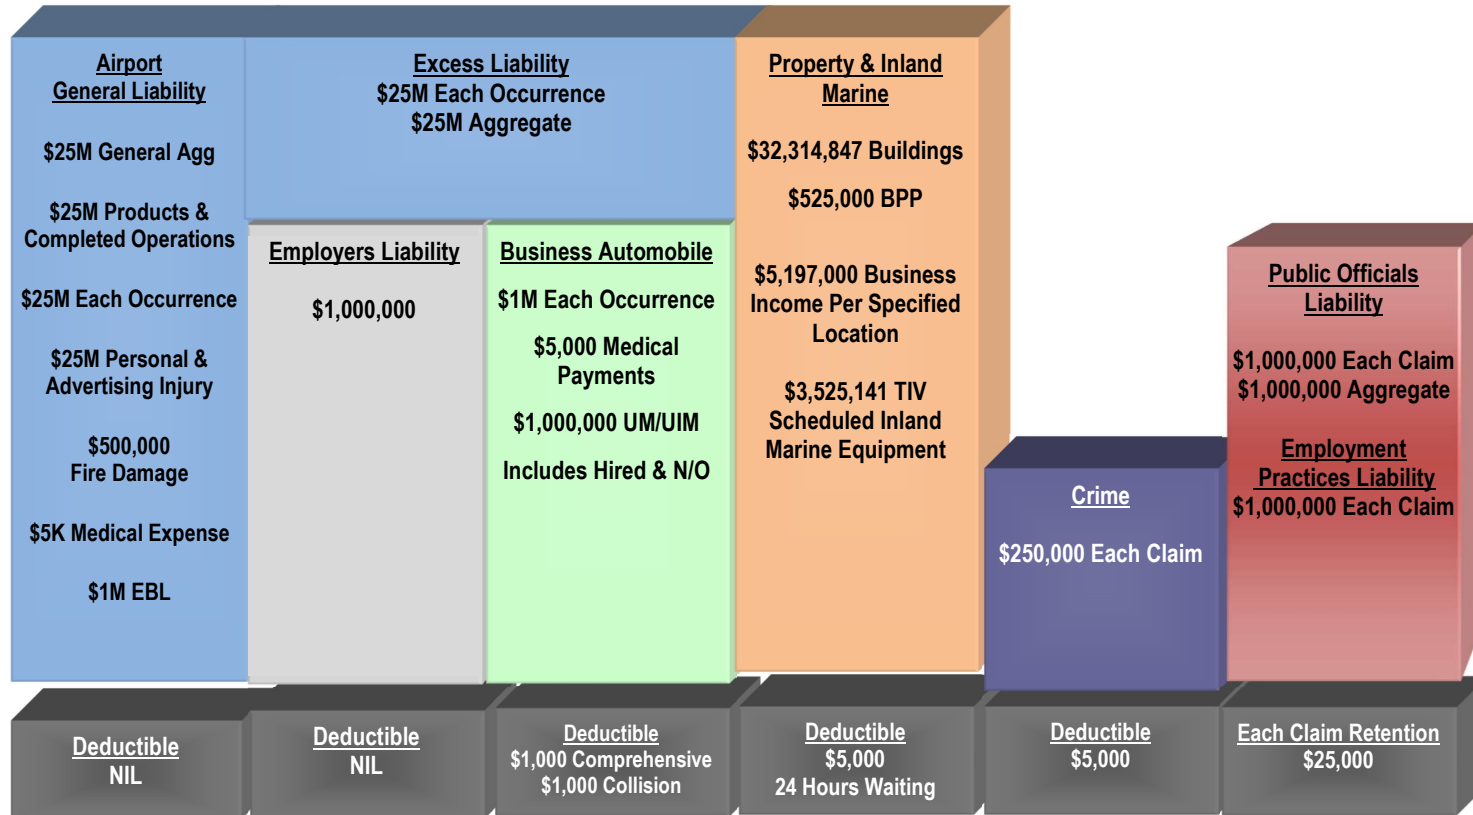 Airport
General Liability
$25M General Agg
$25M Products &
Completed Operations
$25M Each Occurrence
$25M Personal &
Advertising Injury
$500,000
Fire Damage
$5K Medical Expense
$1M EBL
Excess Liability
$25M Each Occurrence
$25M Aggregate
Employers Liability
$1,000,000
Business Automobile
$1M Each Occurrence
$5,000 Medical
Payments
$1,000,000 UM/UIM
Includes Hired & N/O
Property & Inland
Marine
$32,314,847 Buildings
$525,000 BPP
$5,197,000 Business
Income Per Specified
Location
$3,525,141 TIV
Scheduled Inland
Marine Equipment
Crime
$250,000 Each Claim
Public Officials
Liability
$1,000,000 Each Claim
$1,000,000 Aggregate
Employment
Practices Liability
$1,000,000 Each Claim
Deductible
NIL
Deductible
NIL
Deductible
$1,000 Comprehensive
$1,000 Collision
Deductible
$5,000
24 Hours Waiting
Deductible
$5,000
Each Claim Retention
$25,000